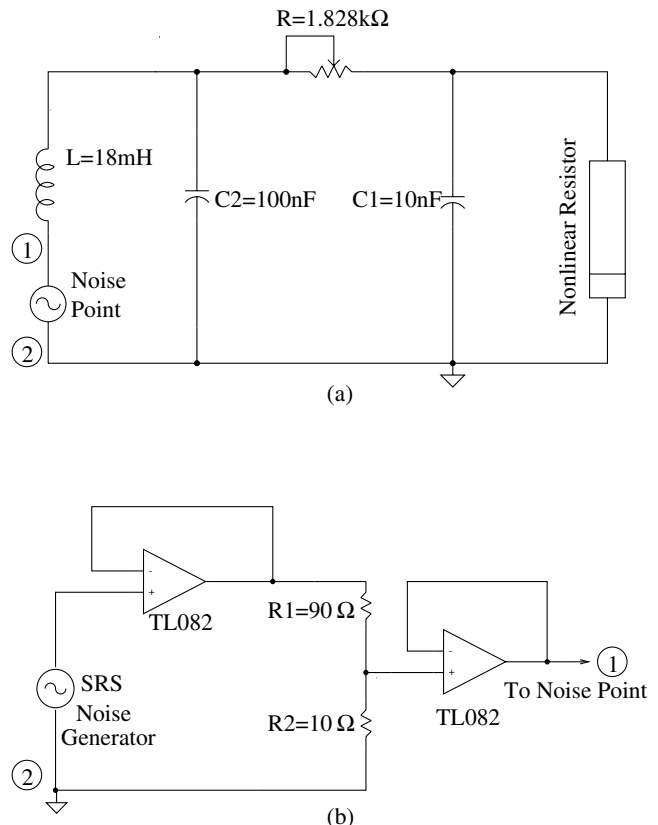 R=1.828kΩ
L=18mH
C2=100nF
C1=10nF
Nonlinear Resistor
1
Noise
Point
2
(a)
-
+
TL082
R1=90 Ω
-
+
TL082
1
To Noise Point
SRS
Noise
Generator
R2=10 Ω
2
(b)